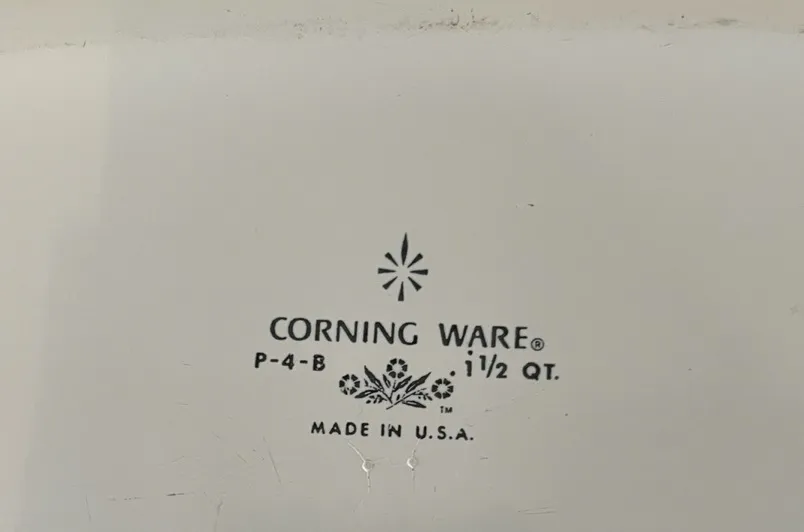 CORNING WARE®
P-4-B 1 1/2 QT.
TM
MADE IN U.S.A.